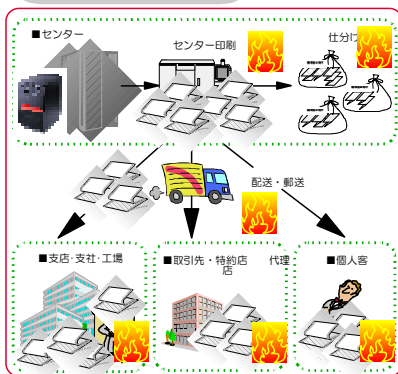 ■センター
センター印刷
仕分け
配送・郵送
■支店・支社・工場
■取引先・特約店 代理
店
■個人客